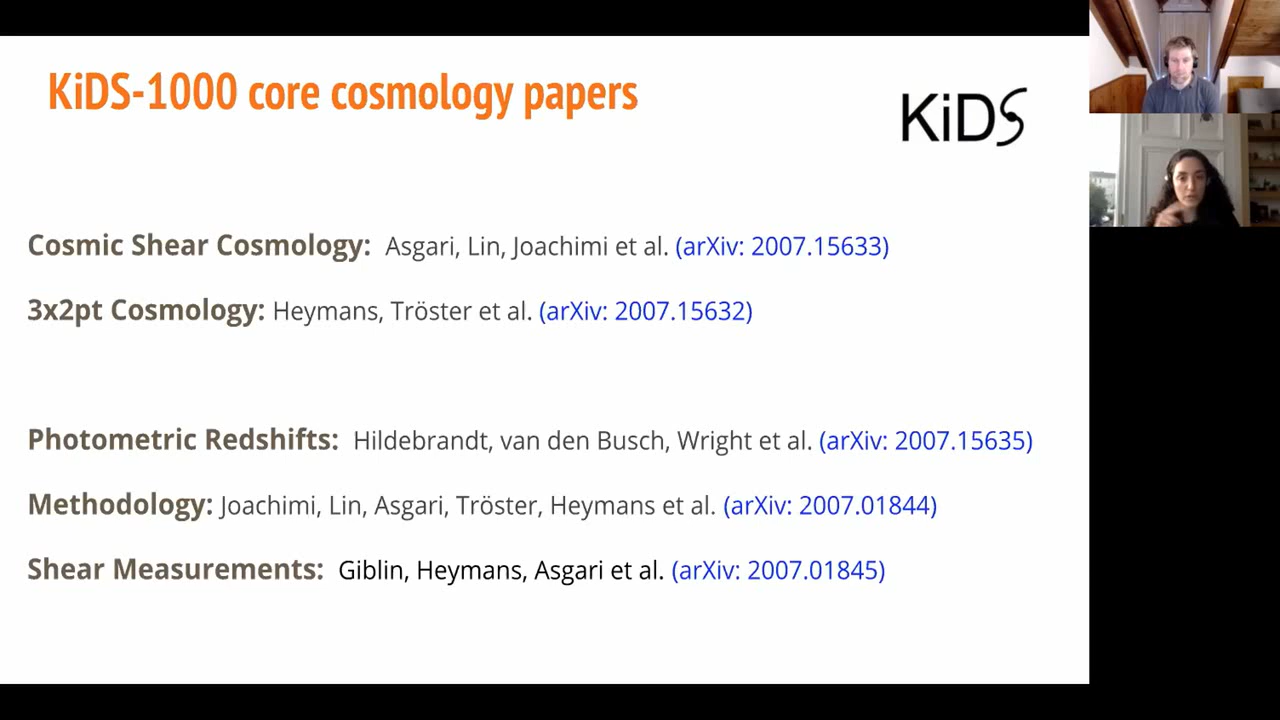 KiDS-1000 core cosmology papers
KiDS
Cosmic Shear Cosmology: Asgari, Lin, Joachimi et al. (arXiv: 2007.15633)
3x2pt Cosmology: Heymans, Tröster et al. (arXiv: 2007.15632)
Photometric Redshifts: Hildebrandt, van den Busch, Wright et al. (arXiv: 2007.15635)
Methodology: Joachimi, Lin, Asgari, Tröster, Heymans et al. (arXiv: 2007.01844)
Shear Measurements: Giblin, Heymans, Asgari et al. (arXiv: 2007.01845)